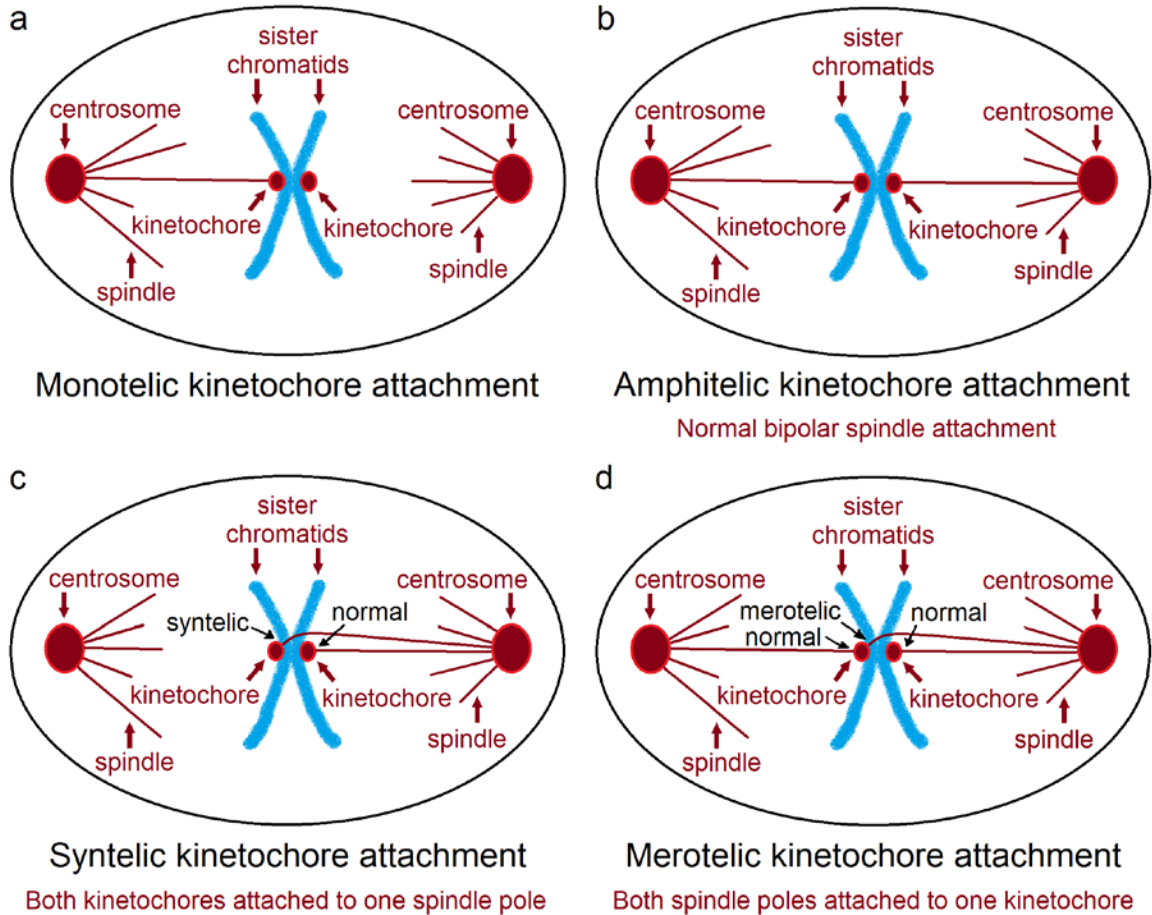 a
sister
chromatids
centrosome
centrosome
kinetochore
kinetochore
spindle
spindle
Monotelic kinetochore attachment
b
sister
chromatids
centrosome
centrosome
kinetochore
kinetochore
spindle
spindle
Amphitelic kinetochore attachment
Normal bipolar spindle attachment
c
sister
chromatids
centrosome
centrosome
syntelic
normal
kinetochore
kinetochore
spindle
spindle
Syntelic kinetochore attachment
Both kinetochores attached to one spindle pole
d
sister
chromatids
centrosome
centrosome
merotelic
normal
normal
kinetochore
kinetochore
spindle
spindle
Merotelic kinetochore attachment
Both spindle poles attached to one kinetochore